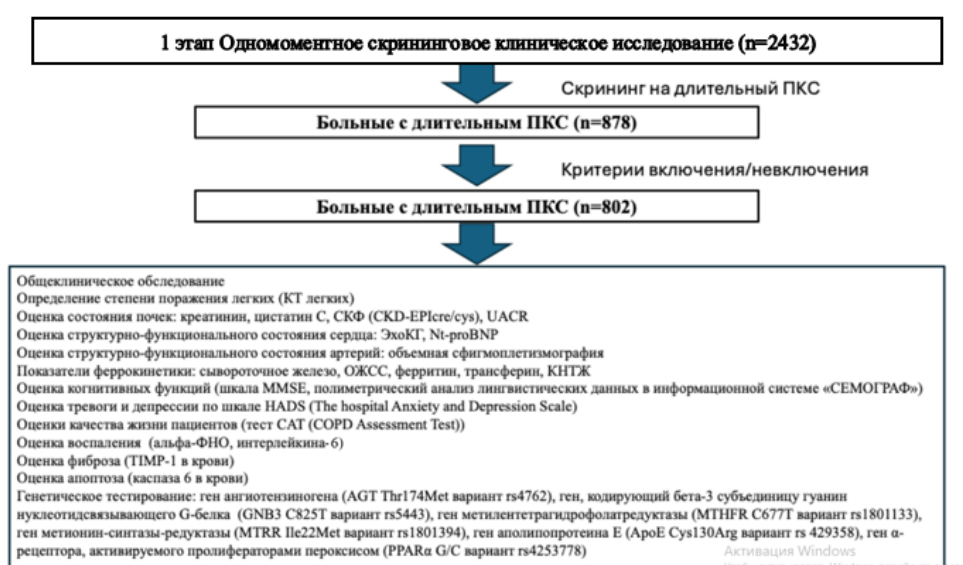 1 этап Одномоментное скрининговое клиническое исследование (n=2432)
Скрининг на длительный ПКС
Больные с длительным ПКС (n=878)
Критерии включения/невключения
Больные с длительным ПКС (n=802)
Общеклиническое обследование
Определение степени поражения легких (КТ легких)
Оценка состояния почек: креатинин, цистатин С, СКФ (CKD-EPIcre/cys), UACR
Оценка структурно-функционального состояния сердца: ЭхоКГ, Nt-proBNP
Оценка структурно-функционального состояния артерий: объемная сфигмоплетизмография
Показатели феррокинетики: сывороточное железо, ОЖСС, ферритин, трансферин, КНТЖ
Оценка когнитивных функций (шкала MMSE, полиметрический анализ лингвистических данных в информационной системе «СЕМОГРАФ»)
Оценка тревоги и депрессии по шкале HADS (The hospital Anxiety and Depression Scale)
Оценки качества жизни пациентов (тест CAT (COPD Assessment Test))
Оценка воспаления (альфа-ФНО, интерлейкина-6)
Оценка фиброза (TIMP-1 в крови)
Оценка апоптоза (каспаза 6 в крови)
Генетическое тестирование: ген ангиотензиногена (AGT Thr174Met вариант rs4762), ген, кодирующий бета-3 субъединицу гуанин
нуклеотидсвязывающего G-белка (GNB3 C825T вариант rs5443), ген метилентетрагидрофолатредуктазы (MTHFR C677T вариант rs1801133),
ген метионин-синтазы-редуктазы (MTRR Ile22Met вариант rs1801394), ген аполипопротеина Е (ApoE Cys130Arg вариант rs 429358), ген α-
рецептора, активируемого пролифераторами пероксисом (PPARα G/C вариант rs4253778)
Активация Windows